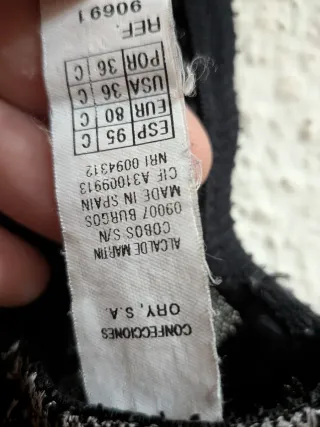 CONFECCIONES
ORY, S.A.
ALCALDE MARTIN
COBOS S/N
09007 BURGOS
MADE IN SPAIN
CIF A31009913
NRI 0094312
ESP 95 C
EUR 80 C
USA 36 C
POR 36 C
REF.
90691